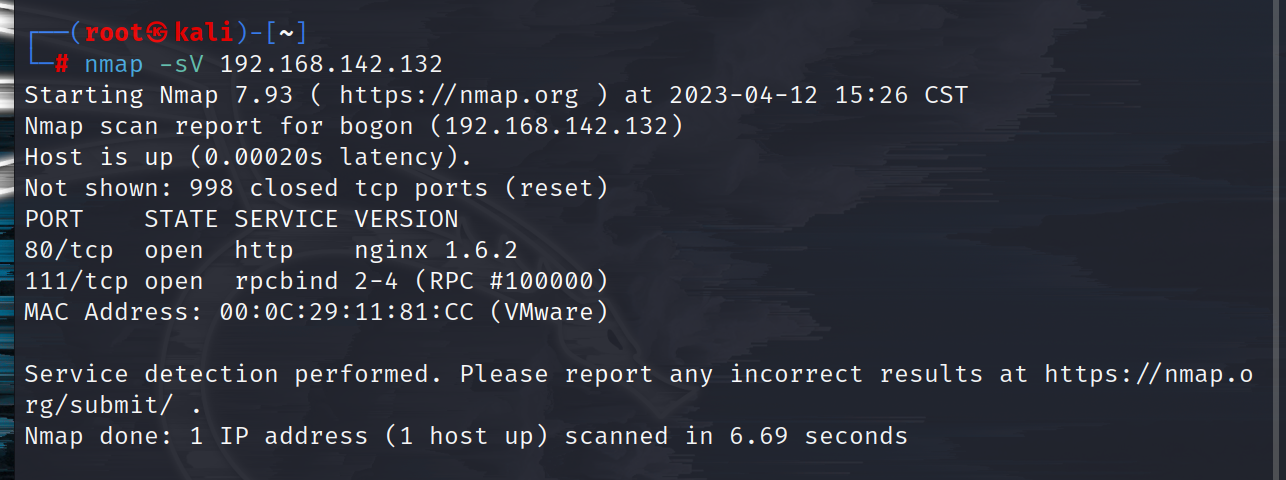 ┌──(root㉿kali)-[~]
└─# nmap -sV 192.168.142.132
Starting Nmap 7.93 ( https://nmap.org ) at 2023-04-12 15:26 CST
Nmap scan report for bogon (192.168.142.132)
Host is up (0.00020s latency).
Not shown: 998 closed tcp ports (reset)
PORT    STATE SERVICE VERSION
80/tcp  open  http    nginx 1.6.2
111/tcp open  rpcbind 2-4 (RPC #100000)
MAC Address: 00:0C:29:11:81:CC (VMware)

Service detection performed. Please report any incorrect results at https://nmap.o
rg/submit/ .
Nmap done: 1 IP address (1 host up) scanned in 6.69 seconds